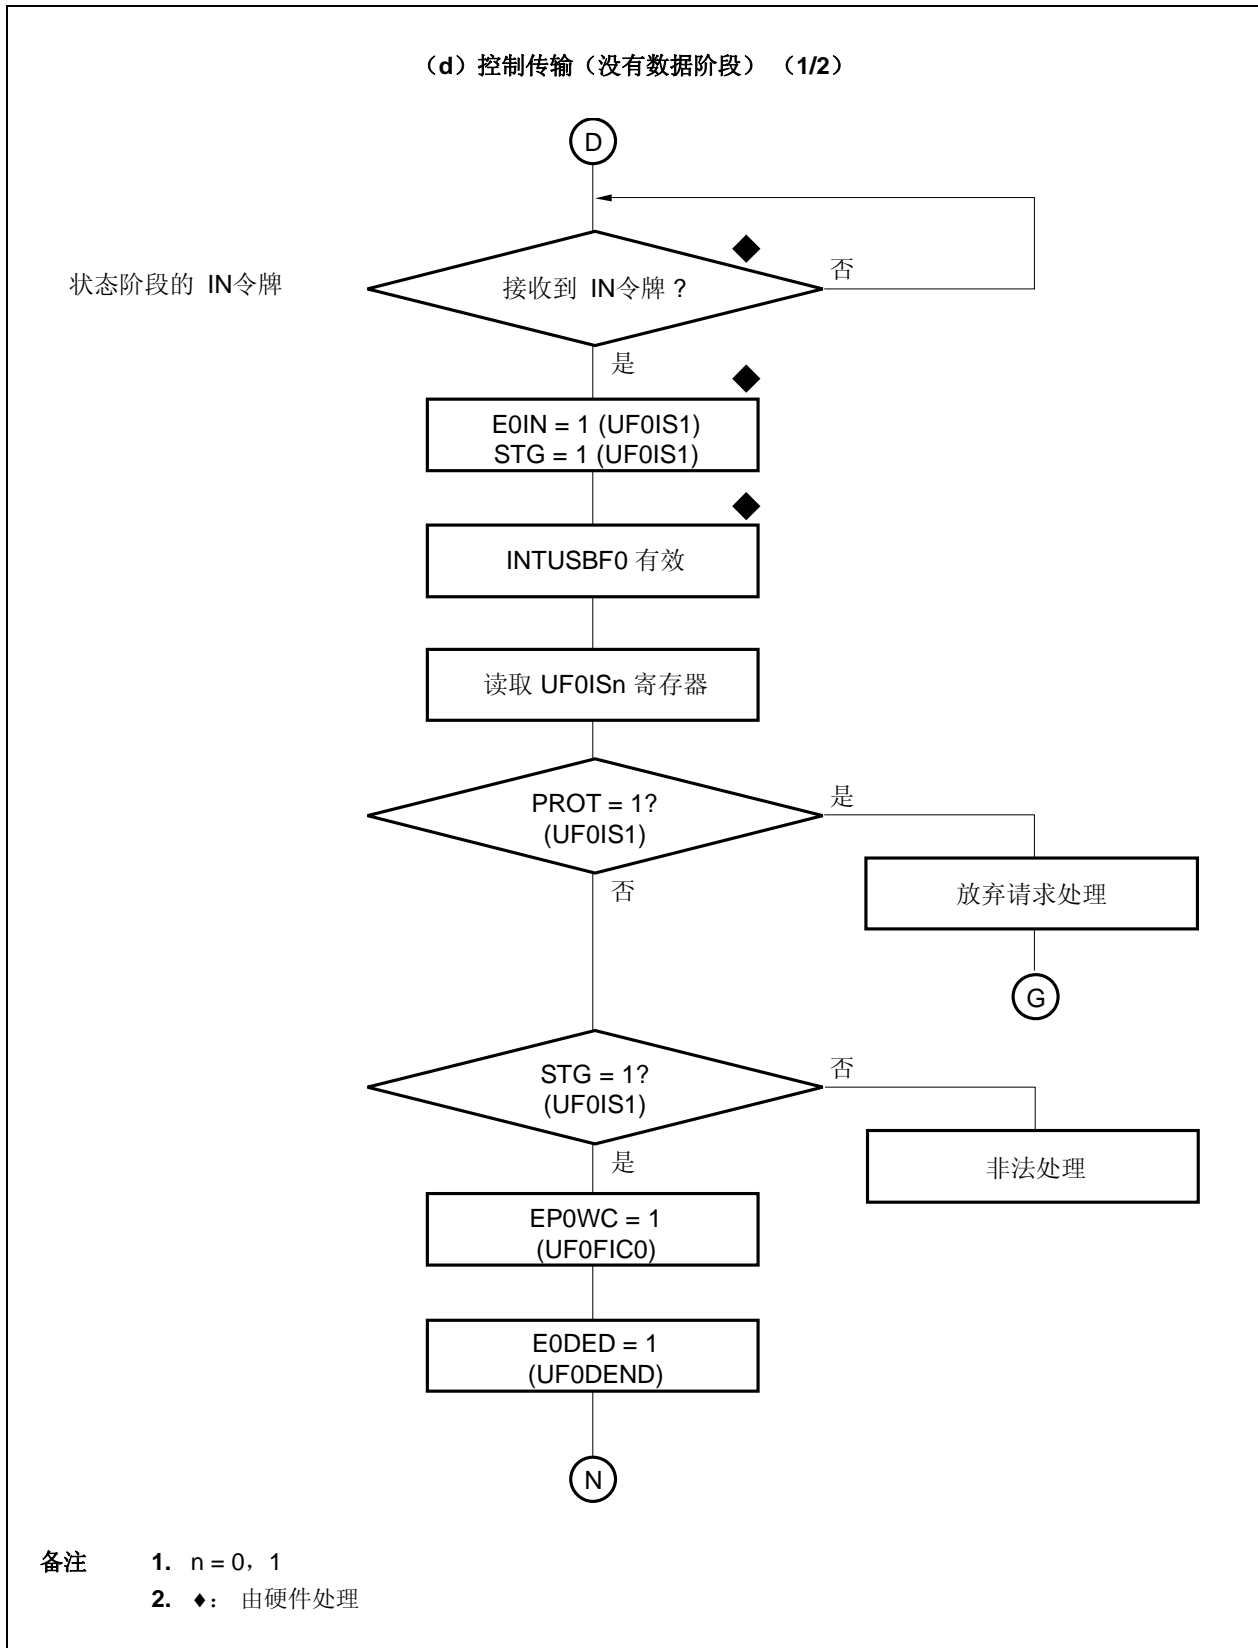 （d）控制传输（没有数据阶段）（1/2）
D
状态阶段的 IN令牌
接收到 IN令牌？
否
是
E0IN = 1 (UF0IS1)
STG = 1 (UF0IS1)
INTUSBF0 有效
读取 UF0ISn 寄存器
PROT = 1?
(UF0IS1)
是
否
放弃请求处理
G
STG = 1?
(UF0IS1)
否
是
非法处理
EP0WC = 1
(UF0FIC0)
E0DED = 1
(UF0DEND)
N
备注 1. n = 0，1
2. ♦： 由硬件处理